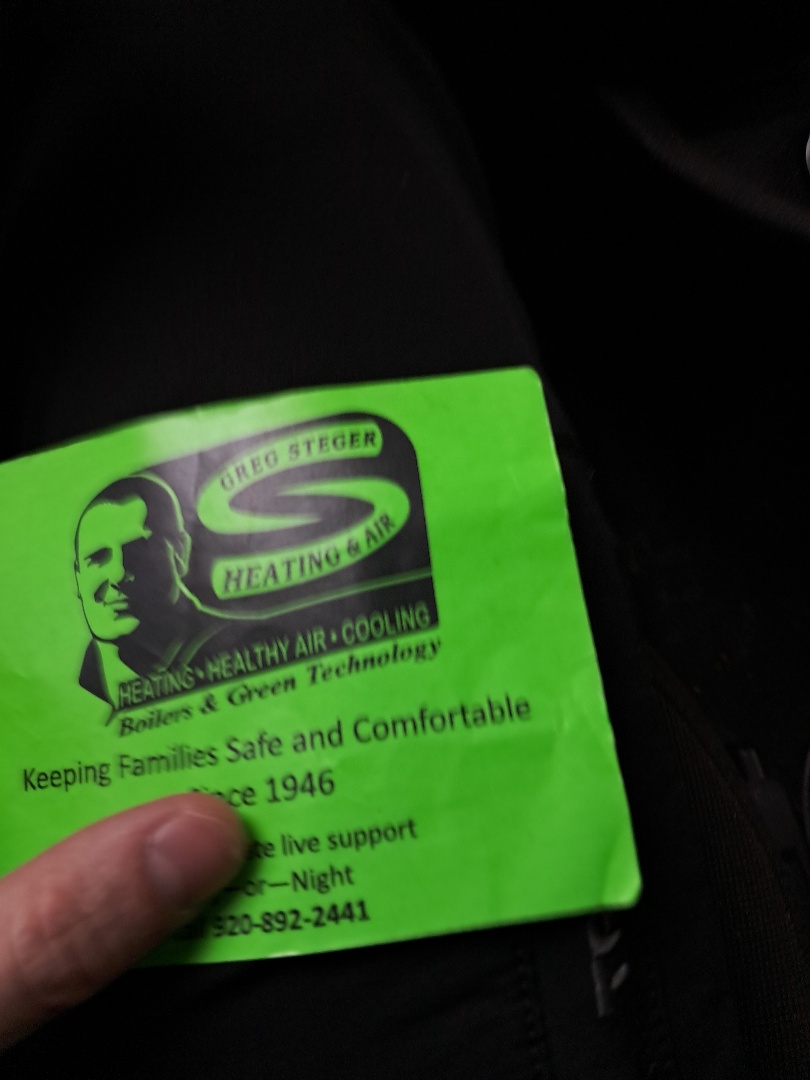 GREG STEGER
HEATING & AIR
HEATING • HEALTHY AIR • COOLING
Boilers & Green Technology
Keeping Families Safe and Comfortable
1946
live support
—or—Night
920-892-2441